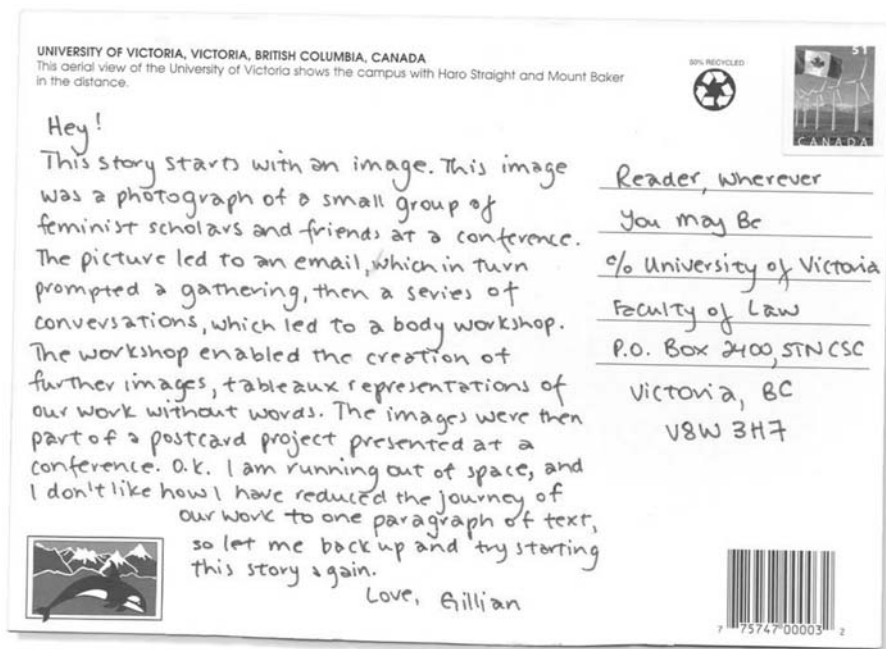 UNIVERSITY OF VICTORIA, VICTORIA, BRITISH COLUMBIA, CANADA
This aerial view of the University of Victoria shows the campus with Haro Straight and Mount Baker
in the distance.
50% RECYCLED
51
CANADA
Hey!
This story starts with an image. This image
was a photograph of a small group of
feminist scholars and friends at a conference.
The picture led to an email, which in turn
prompted a gathering, then a series of
conversations, which led to a body workshop.
The workshop enabled the creation of
further images, tableaux representations of
our work without words. The images were then
part of a postcard project presented at a
conference. O.K. I am running out of space, and
I don't like how I have reduced the journey of
our work to one paragraph of text,
so let me back up and try starting
this story again.
Love, Gillian
Reader, wherever
You may Be
c/o University of Victoria
Faculty of Law
P.O. Box 2400, STN CSC
Victoria, BC
V8W 3H7
7 75747 00003 2